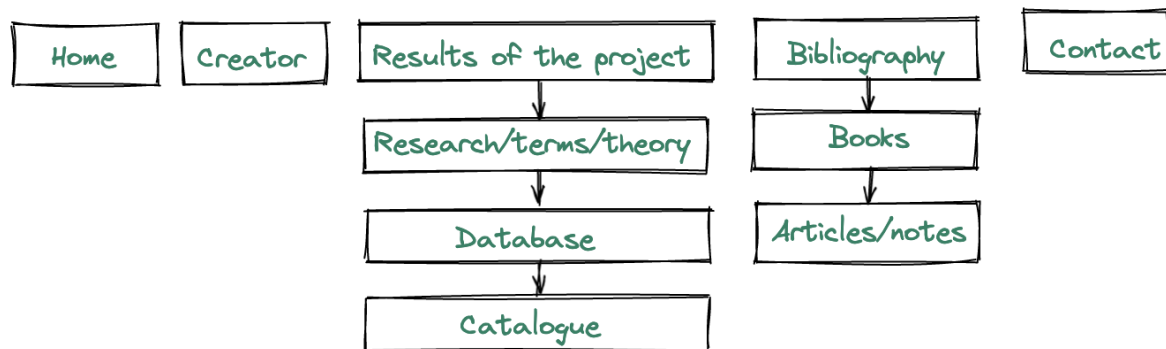 Home
Creator
Results of the project
Bibliography
Contact
Research/terms/theory
Books
Database
Articles/notes
Catalogue